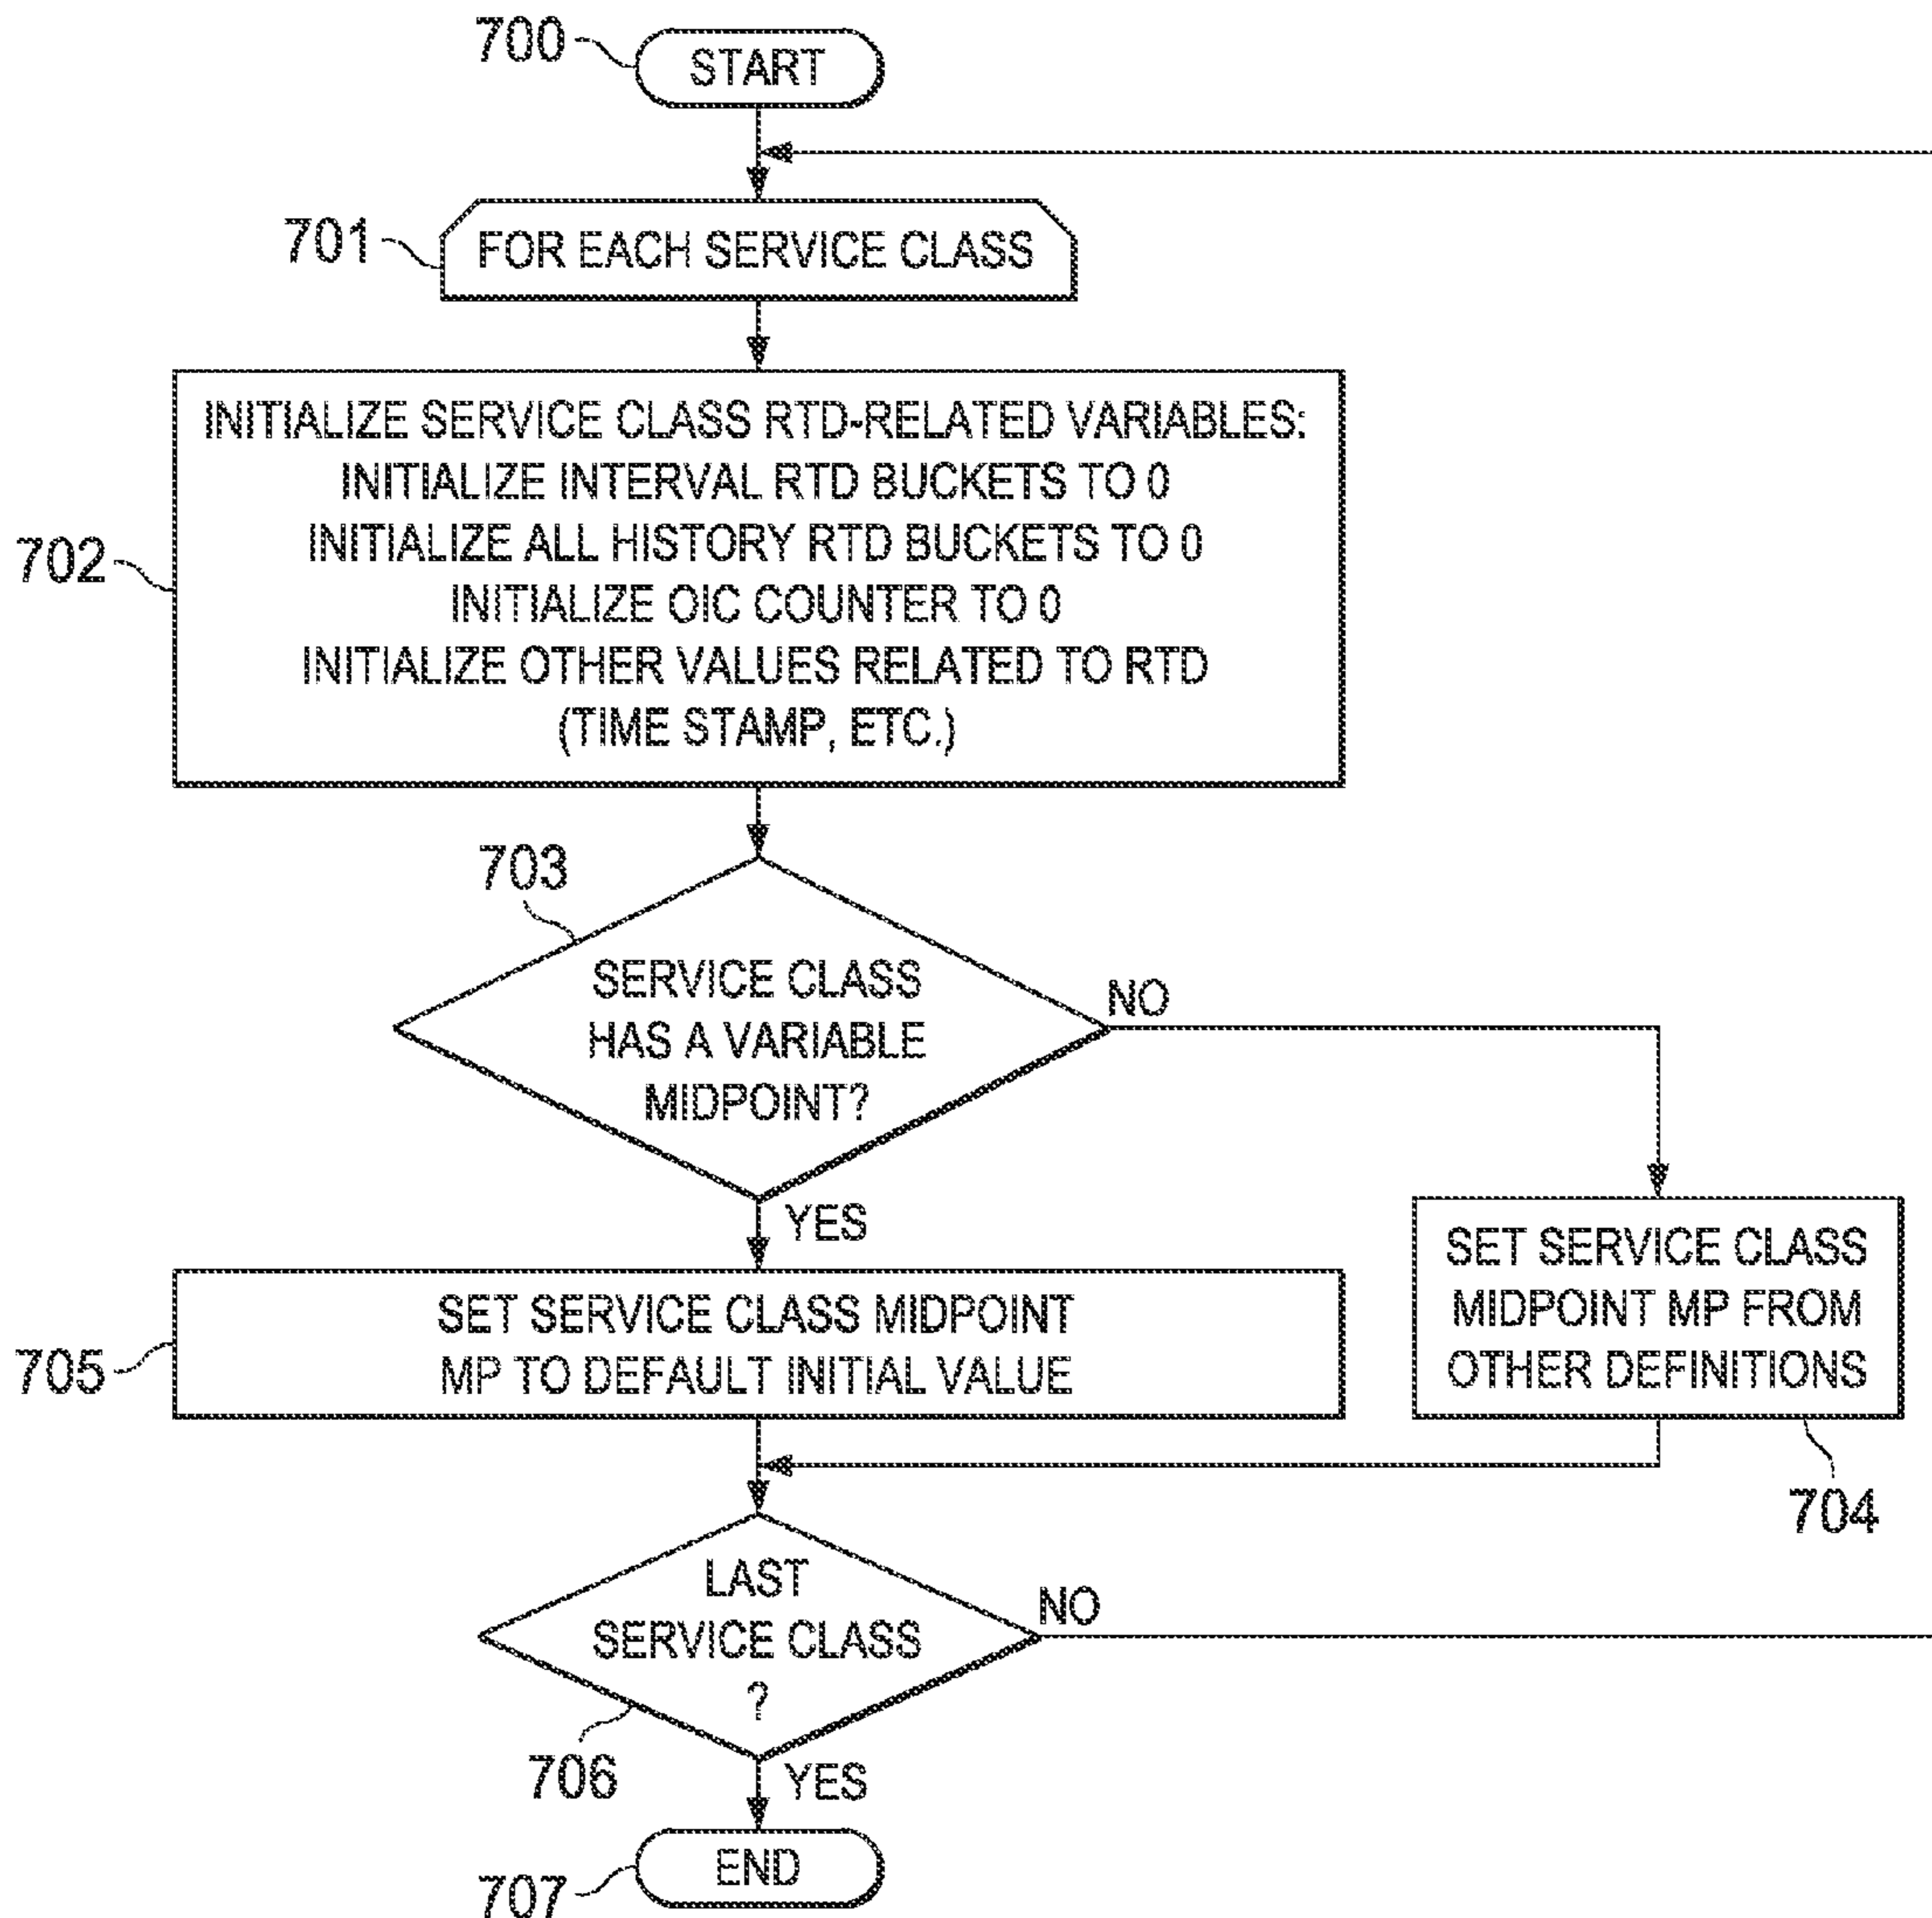 700
START
701
FOR EACH SERVICE CLASS
INITIALIZE SERVICE CLASS RTD-RELATED VARIABLES:
INITIALIZE INTERVAL RTD BUCKETS TO 0
INITIALIZE ALL HISTORY RTD BUCKETS TO 0
702
INITIALIZE OIC COUNTER TO 0
INITIALIZE OTHER VALUES RELATED TO RTD
(TIME STAMP, ETC.)
703
SERVICE CLASS
HAS A VARIABLE
MIDPOINT?
NO
YES
SET SERVICE CLASS
MIDPOINT MP FROM
OTHER DEFINITIONS
704
SET SERVICE CLASS MIDPOINT
MP TO DEFAULT INITIAL VALUE
705
LAST
SERVICE CLASS
?
NO
706
YES
END
707